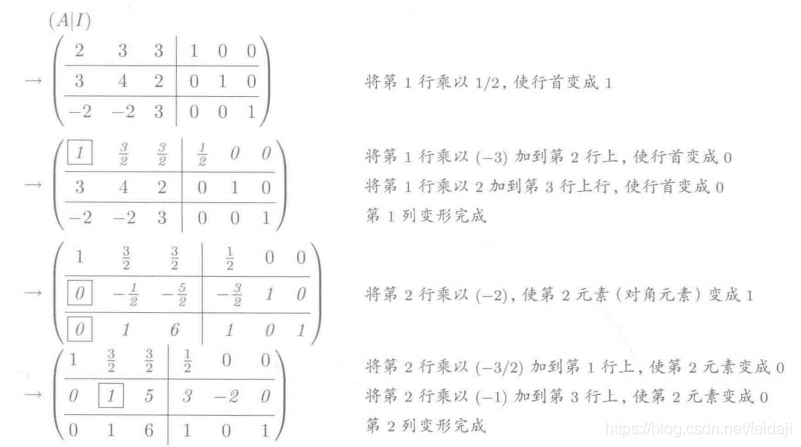 (A|I)
2 3 3 1 0 0
→ 3 4 2 0 1 0 将第 1 行乘以 1/2，使行首变成 1
-2 -2 3 0 0 1
1 3/2 3/2 1/2 0 0 将第 1 行乘以 (-3) 加到第 2 行上，使行首变成 0
→ 3 4 2 0 1 0 将第 1 行乘以 2 加到第 3 行上行，使行首变成 0
-2 -2 3 0 0 1 第 1 列变形完成
1 3/2 3/2 1/2 0 0
→ 0 -1/2 -5/2 -3/2 1 0 将第 2 行乘以 (-2)，使第 2 元素（对角元素）变成 1
0 1 6 1 0 1
1 3/2 3/2 1/2 0 0 将第 2 行乘以 (-3/2) 加到第 1 行上，使第 2 元素变成 0
→ 0 1 5 3 -2 0 将第 2 行乘以 (-1) 加到第 3 行上，使第 2 元素变成 0
0 1 6 1 0 1 第 2 列变形完成
https://blog.csdn.net/feidaji